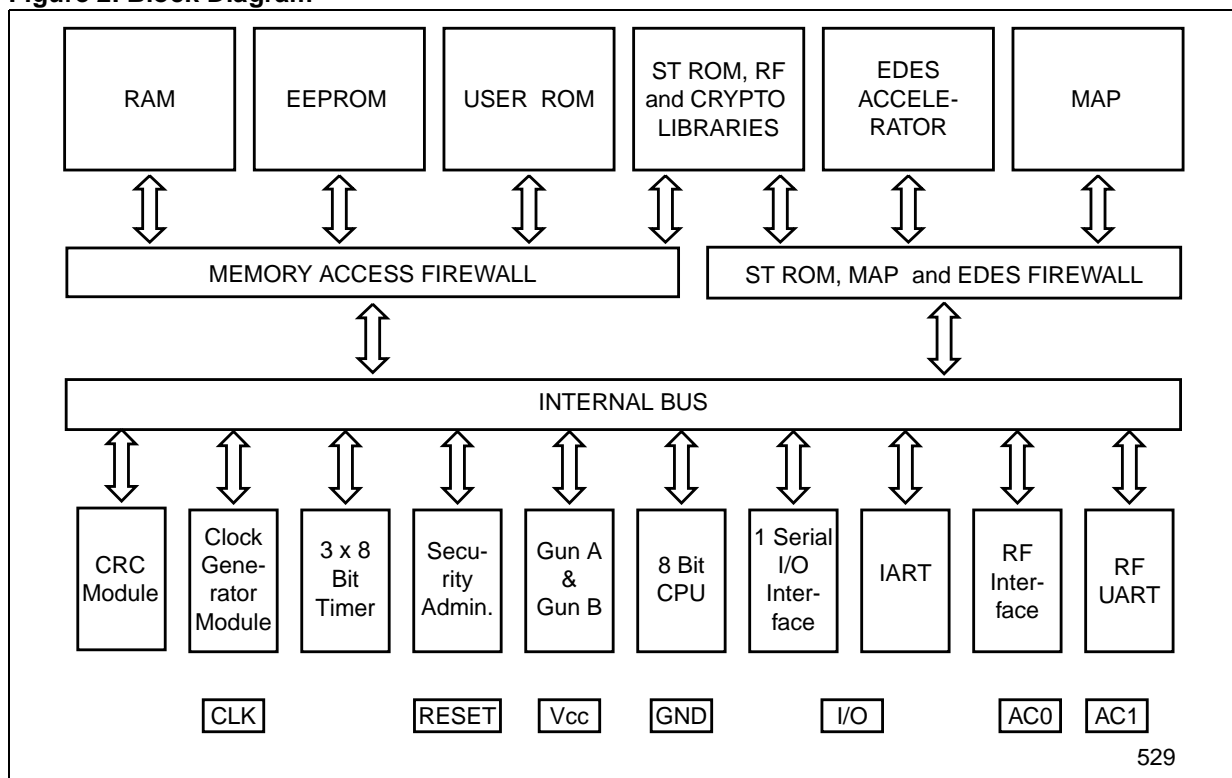 Figure 2. Block Diagram
RAM
EEPROM
USER ROM
ST ROM, RF
and CRYPTO
LIBRARIES
EDES
ACCELE-
RATOR
MAP
MEMORY ACCESS FIREWALL
ST ROM, MAP and EDES FIREWALL
INTERNAL BUS
CRC
Module
Clock
Gene-
rator
Module
3 x 8
Bit
Timer
Secu-
rity
Admin.
Gun A
&
Gun B
8 Bit
CPU
1 Serial
I/O
Inter-
face
IART
RF
Inter-
face
RF
UART
CLK
RESET
Vcc
GND
I/O
AC0
AC1
529